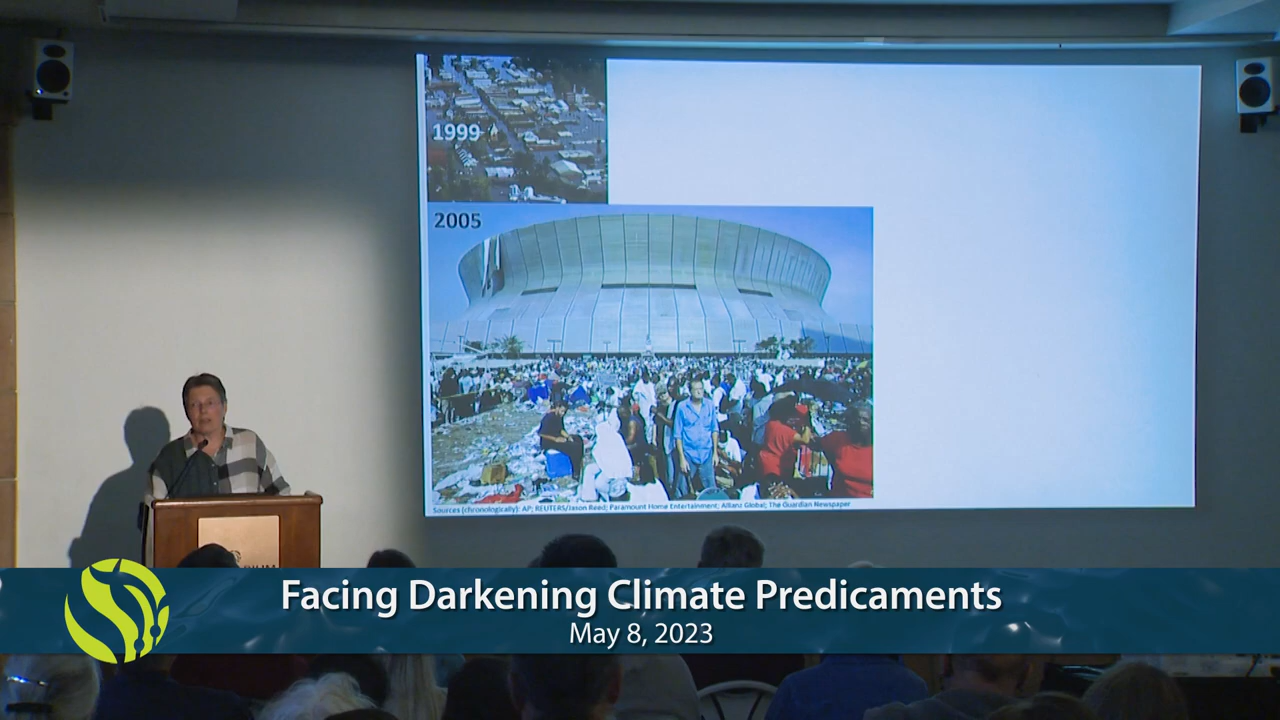 1999
2005
Sources (chronologically): AP; REUTERS/Jason Reed; Paramount Home Entertainment; Allianz Global; The Guardian Newspaper
Facing Darkening Climate Predicaments
May 8, 2023